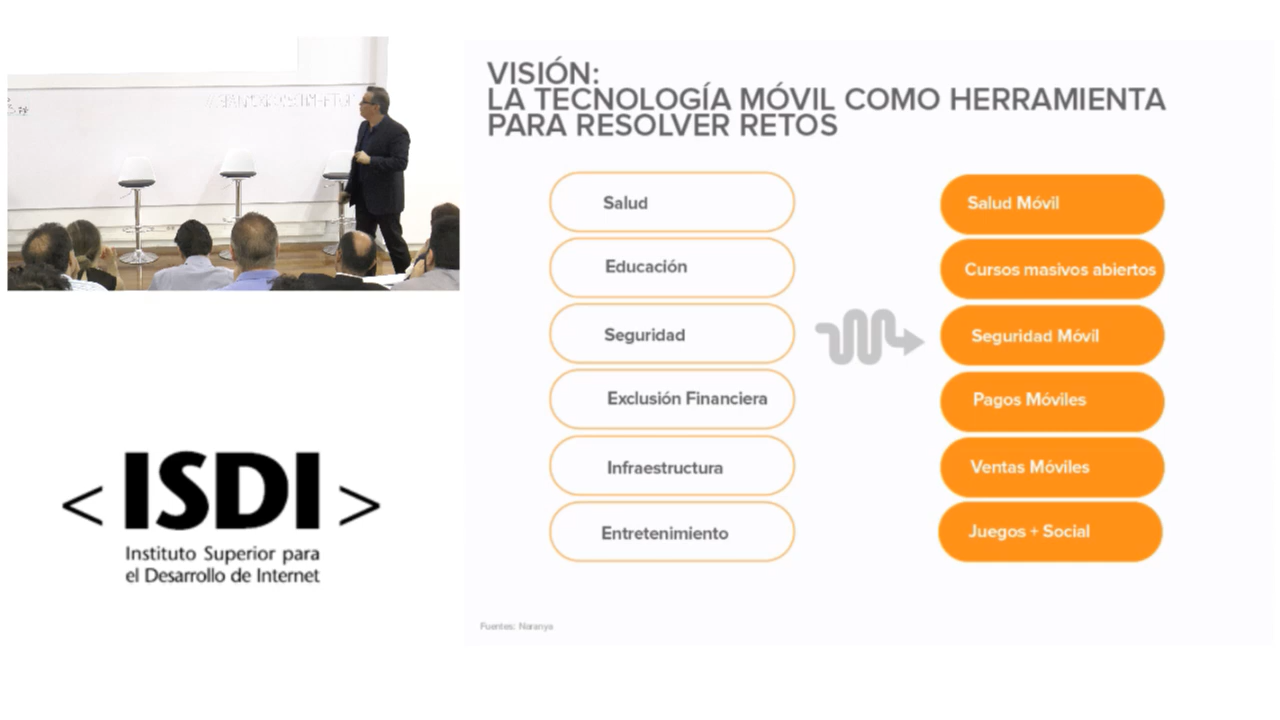 VISIÓN:
LA TECNOLOGÍA MÓVIL COMO HERRAMIENTA
PARA RESOLVER RETOS
Salud
Salud Móvil
Educación
Cursos masivos abiertos
Seguridad
Seguridad Móvil
Exclusión Financiera
Pagos Móviles
Infraestructura
Ventas Móviles
Entretenimiento
Juegos + Social
Fuentes: Naranya
< ISDI >
Instituto Superior para
el Desarrollo de Internet